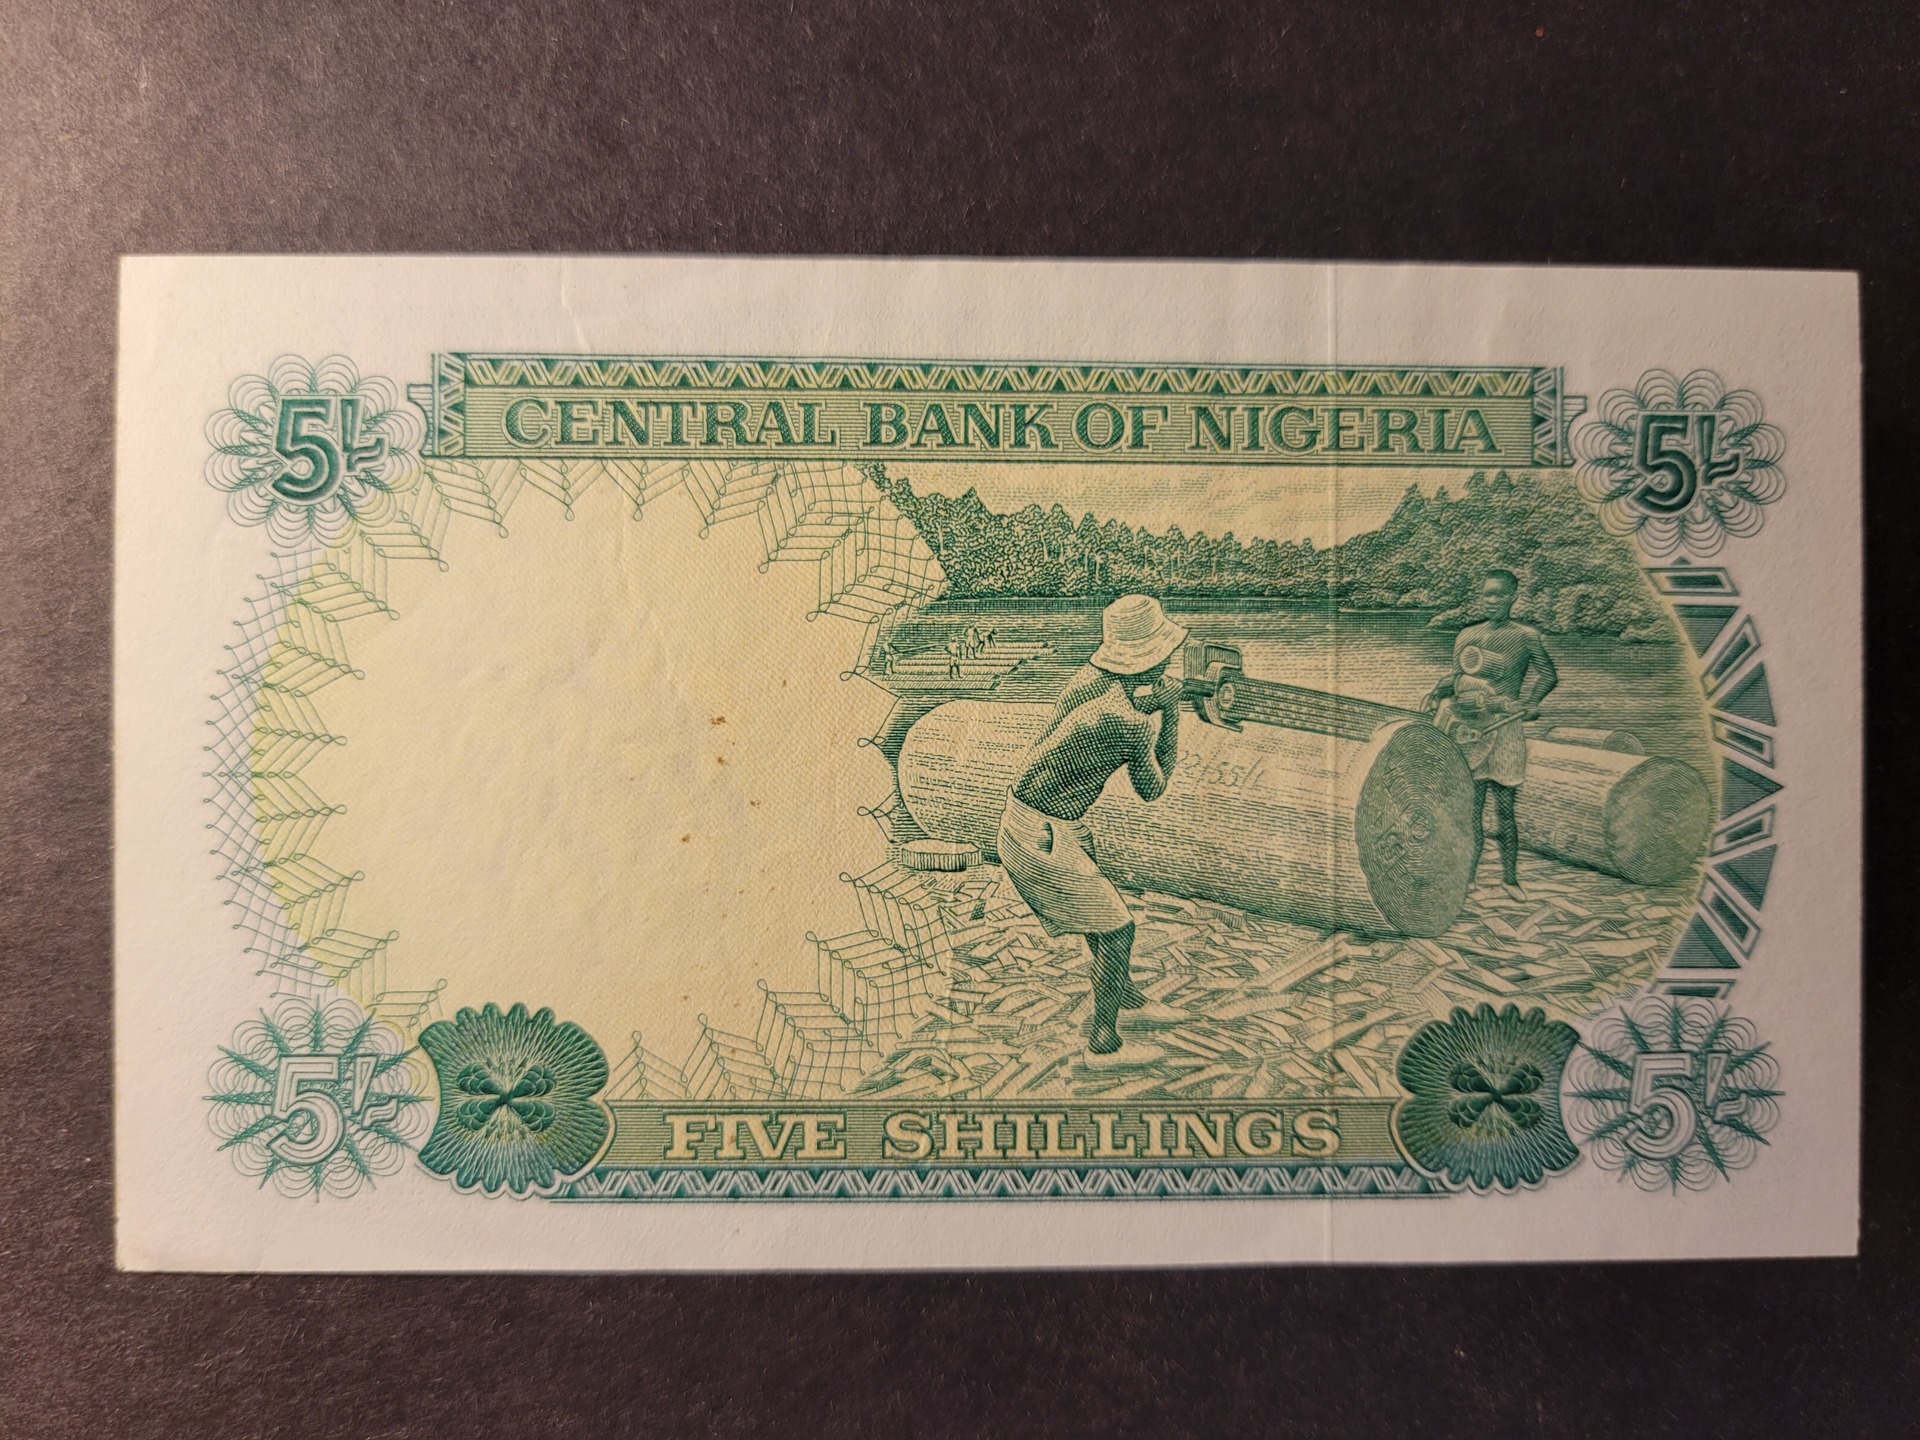 5/-
CENTRAL BANK OF NIGERIA
5/-
5/-
FIVE SHILLINGS
5/-